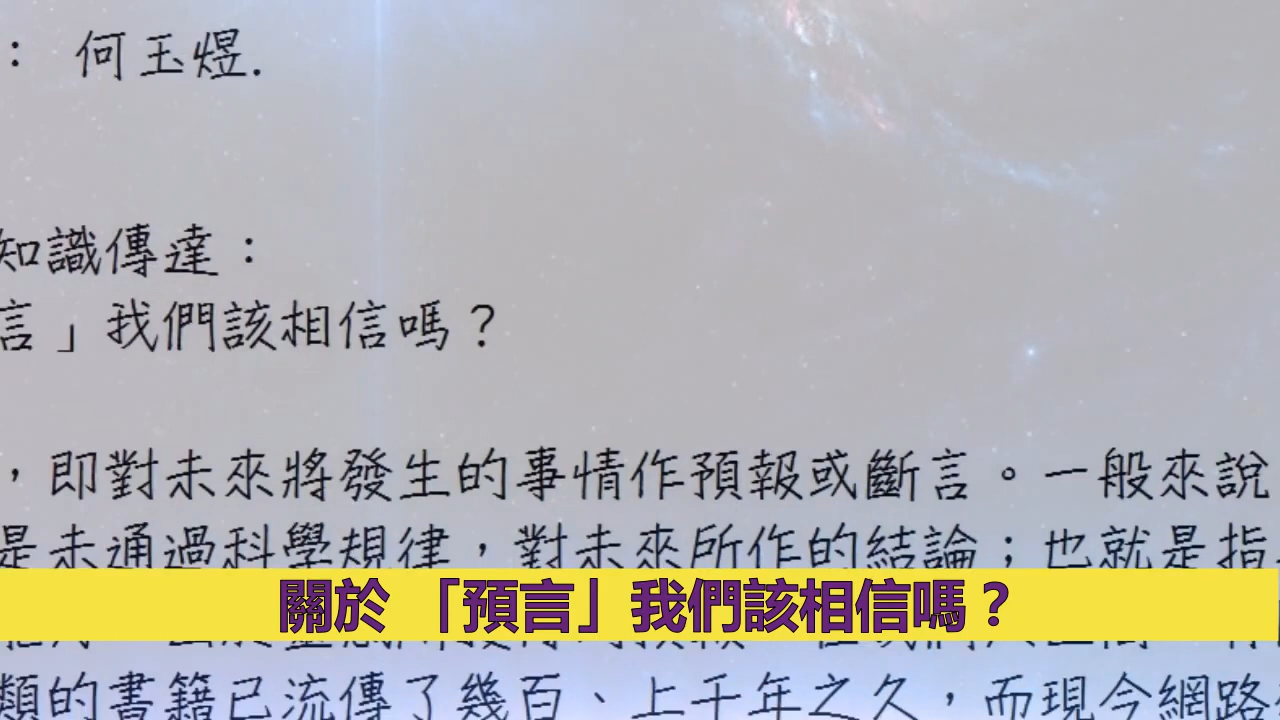 ： 何玉煜.
知識傳達：
言」我們該相信嗎？
，即對未來將發生的事情作預報或斷言。一般來說
是未通過科學規律，對未來所作的結論；也就是指
關於 「預言」我們該相信嗎？
類的書籍已流傳了幾百、上千年之久，而現今網路